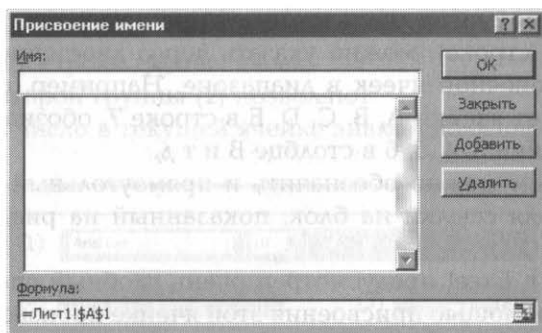 Присвоение имени
Имя:
OK
Закрыть
Добавить
Удалить
Формула:
=Лист1!$A$1